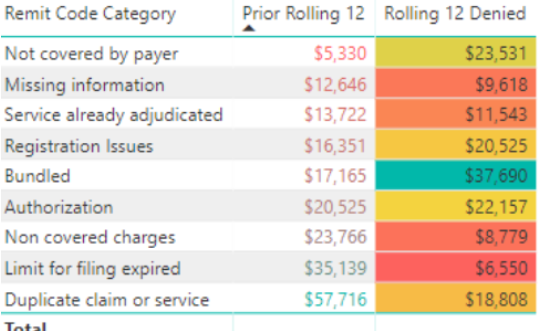 Remit Code Category Prior Rolling 12 Rolling 12 Denied
Not covered by payer $5,330 $23,531
Missing information $12,646 $9,618
Service already adjudicated $13,722 $11,543
Registration Issues $16,351 $20,525
Bundled $17,165 $37,690
Authorization $20,525 $22,157
Non covered charges $23,766 $8,779
Limit for filing expired $35,139 $6,550
Duplicate claim or service $57,716 $18,808
Total